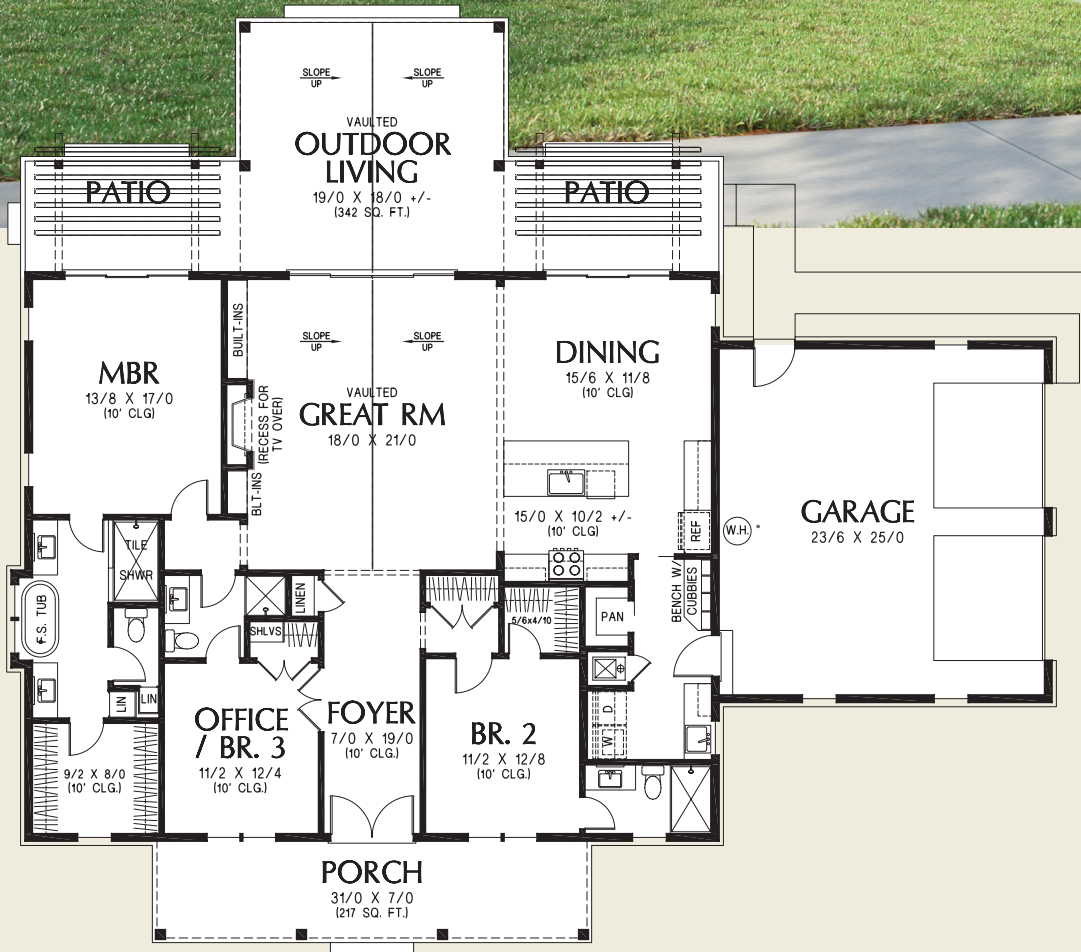 SLOPE
UP
SLOPE
UP
VAULTED
OUTDOOR
LIVING
19/0 X 18/0 +/-
(342 SQ. FT.)
PATIO
PATIO
MBR
13/8 X 17/0
(10' CLG)
BUILT-INS
(RECESS FOR
TV OVER)
BLT-INS
SLOPE
UP
SLOPE
UP
VAULTED
GREAT RM
18/0 X 21/0
DINING
15/6 X 11/8
(10' CLG)
15/0 X 10/2 +/-
(10' CLG)
REF
W.H.
GARAGE
23/6 X 25/0
TILE
SHWR
F.S. TUB
LINEN
SHLVS
5/6x4/10
PAN
BENCH W/
CUBBIES
LIN
LIN
9/2 X 8/0
(10' CLG.)
OFFICE
/ BR. 3
11/2 X 12/4
(10' CLG.)
FOYER
7/0 X 19/0
(10' CLG.)
BR. 2
11/2 X 12/8
(10' CLG.)
D
W
PORCH
31/0 X 7/0
(217 SQ. FT.)